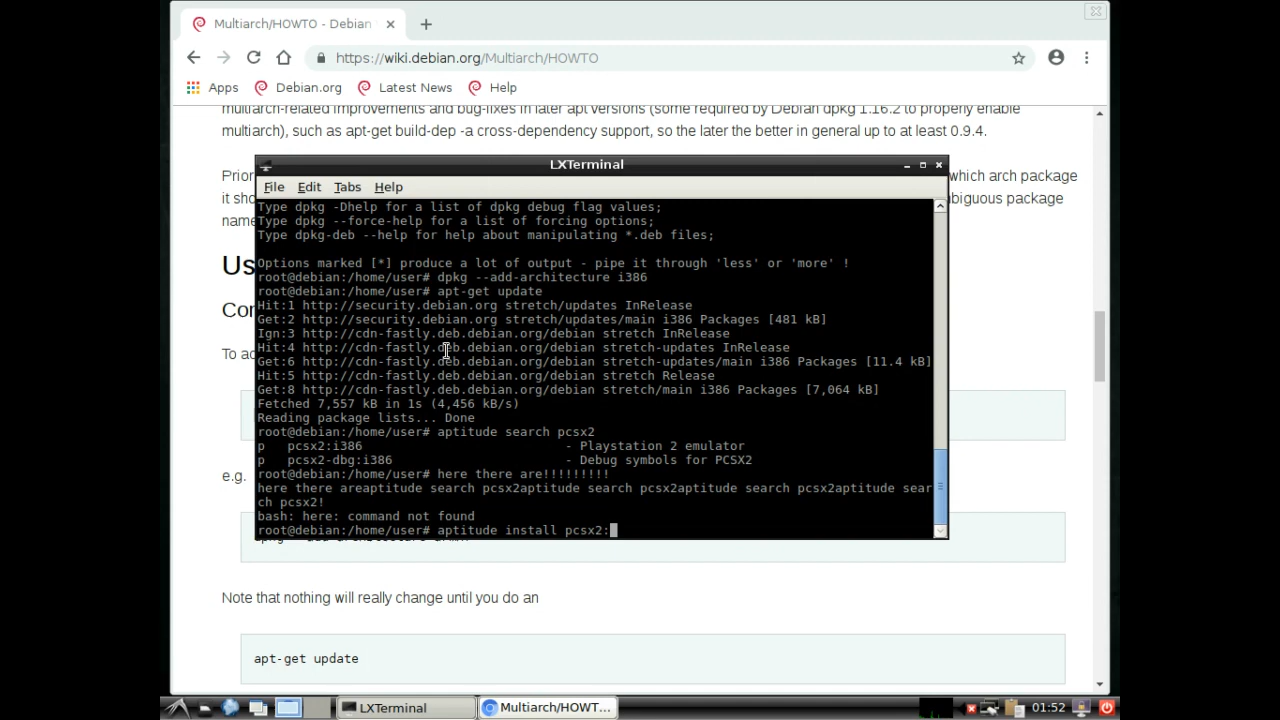 Multiarch/HOWTO - Debian
https://wiki.debian.org/Multiarch/HOWTO
Apps Debian.org Latest News Help
multiarch-related improvements and bug-fixes in later apt versions (some required by Debian dpkg 1.16.2 to properly enable
multiarch), such as apt-get build-dep -a cross-dependency support, so the later the better in general up to at least 0.9.4.
Prior
which arch package
it sho
biguous package
name
LXTerminal
File Edit Tabs Help
Type dpkg -Dhelp for a list of dpkg debug flag values;
Type dpkg --force-help for a list of forcing options;
Type dpkg-deb --help for help about manipulating *.deb files;
Options marked [*] produce a lot of output - pipe it through 'less' or 'more' !
root@debian:/home/user# dpkg --add-architecture i386
root@debian:/home/user# apt-get update
Hit:1 http://security.debian.org stretch/updates InRelease
Get:2 http://security.debian.org stretch/updates/main i386 Packages [481 kB]
Ign:3 http://cdn-fastly.deb.debian.org/debian stretch InRelease
Hit:4 http://cdn-fastly.deb.debian.org/debian stretch-updates InRelease
Get:6 http://cdn-fastly.deb.debian.org/debian stretch-updates/main i386 Packages [11.4 kB]
Hit:5 http://cdn-fastly.deb.debian.org/debian stretch Release
Get:8 http://cdn-fastly.deb.debian.org/debian stretch/main i386 Packages [7,064 kB]
Fetched 7,557 kB in 1s (4,456 kB/s)
Reading package lists... Done
root@debian:/home/user# aptitude search pcsx2
p pcsx2:i386 - Playstation 2 emulator
p pcsx2-dbg:i386 - Debug symbols for PCSX2
root@debian:/home/user# here there are!!!!!!!!!
here there areaptitude search pcsx2aptitude search pcsx2aptitude search pcsx2aptitude sear
ch pcsx2!
bash: here: command not found
root@debian:/home/user# aptitude install pcsx2:
Us
Con
To ad
e.g.
Note that nothing will really change until you do an
apt-get update
LXTerminal
Multiarch/HOWT...
01:52